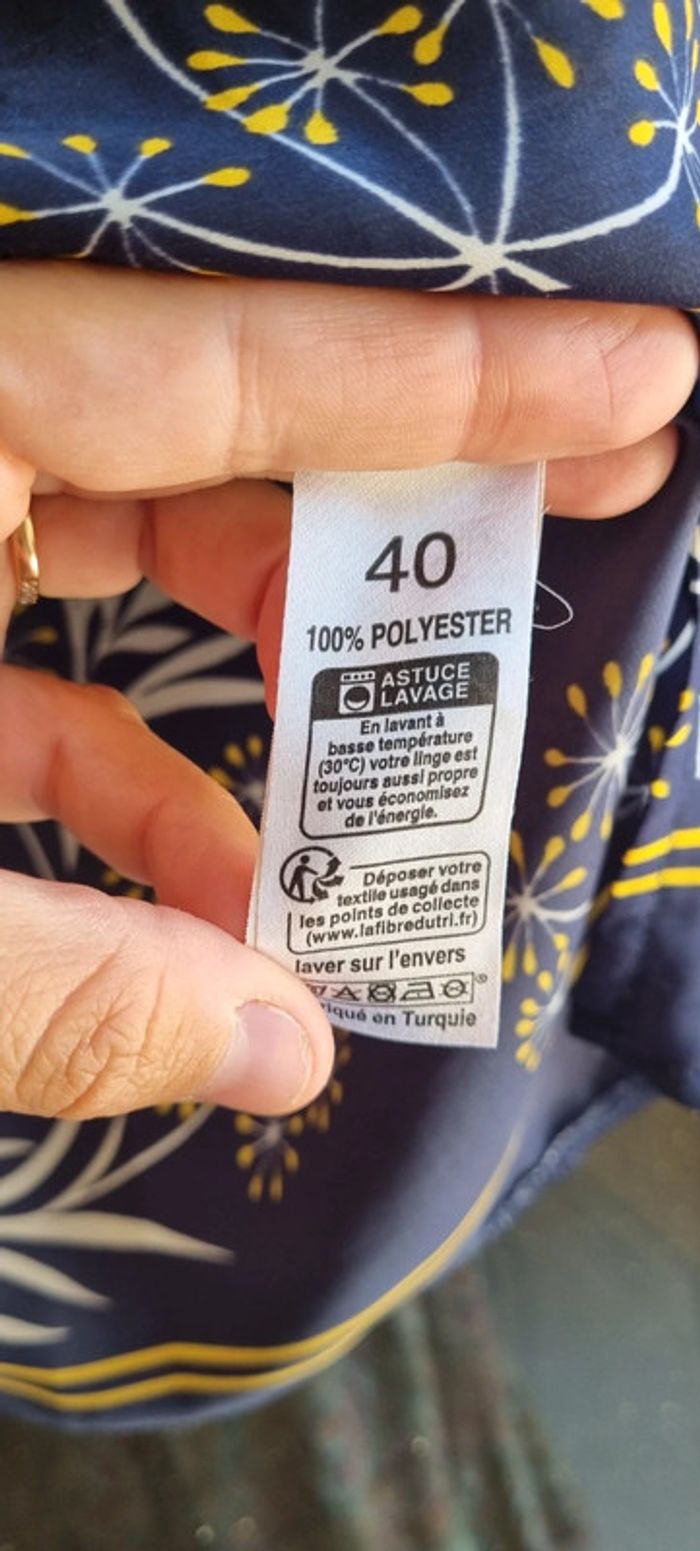 40
100% POLYESTER
ASTUCE
LAVAGE
En lavant à
basse température
(30°C) votre linge est
toujours aussi propre
et vous économisez
de l'énergie.
Déposer votre
textile usagé dans
les points de collecte
(www.lafibredutri.fr)
laver sur l'envers
iqué en Turquie